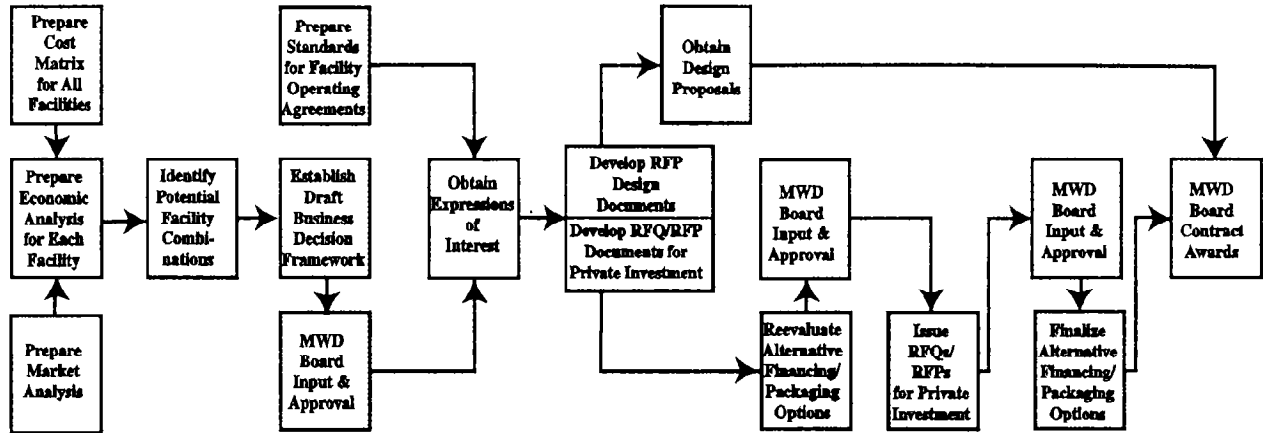 Prepare
Cost
Matrix
for All
Facilities
Prepare
Standards
for Facility
Operating
Agreements
Obtain
Design
Proposals
Prepare
Economic
Analysis
for Each
Facility
Identify
Potential
Facility
Combi-
nations
Establish
Draft
Business
Decision
Framework
Obtain
Expressions
of
Interest
Develop RFP
Design
Documents
Develop RFQ/RFP
Documents for
Private Investment
MWD
Board
Input &
Approval
MWD
Board
Input &
Approval
MWD
Board
Contract
Awards
Prepare
Market
Analysis
MWD
Board
Input &
Approval
Reevaluate
Alternative
Financing/
Packaging
Options
Issue
RFQs/
RFPs
for Private
Investment
Finalize
Alternative
Financing/
Packaging
Options